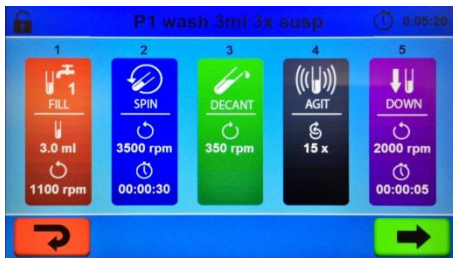 P1 wash 3ml 3x susp
0:05:20
1 2 3 4 5
1
FILL SPIN DECANT AGIT DOWN
3.0 ml 3500 rpm 350 rpm 15 x 2000 rpm
1100 rpm 00:00:30 00:00:05